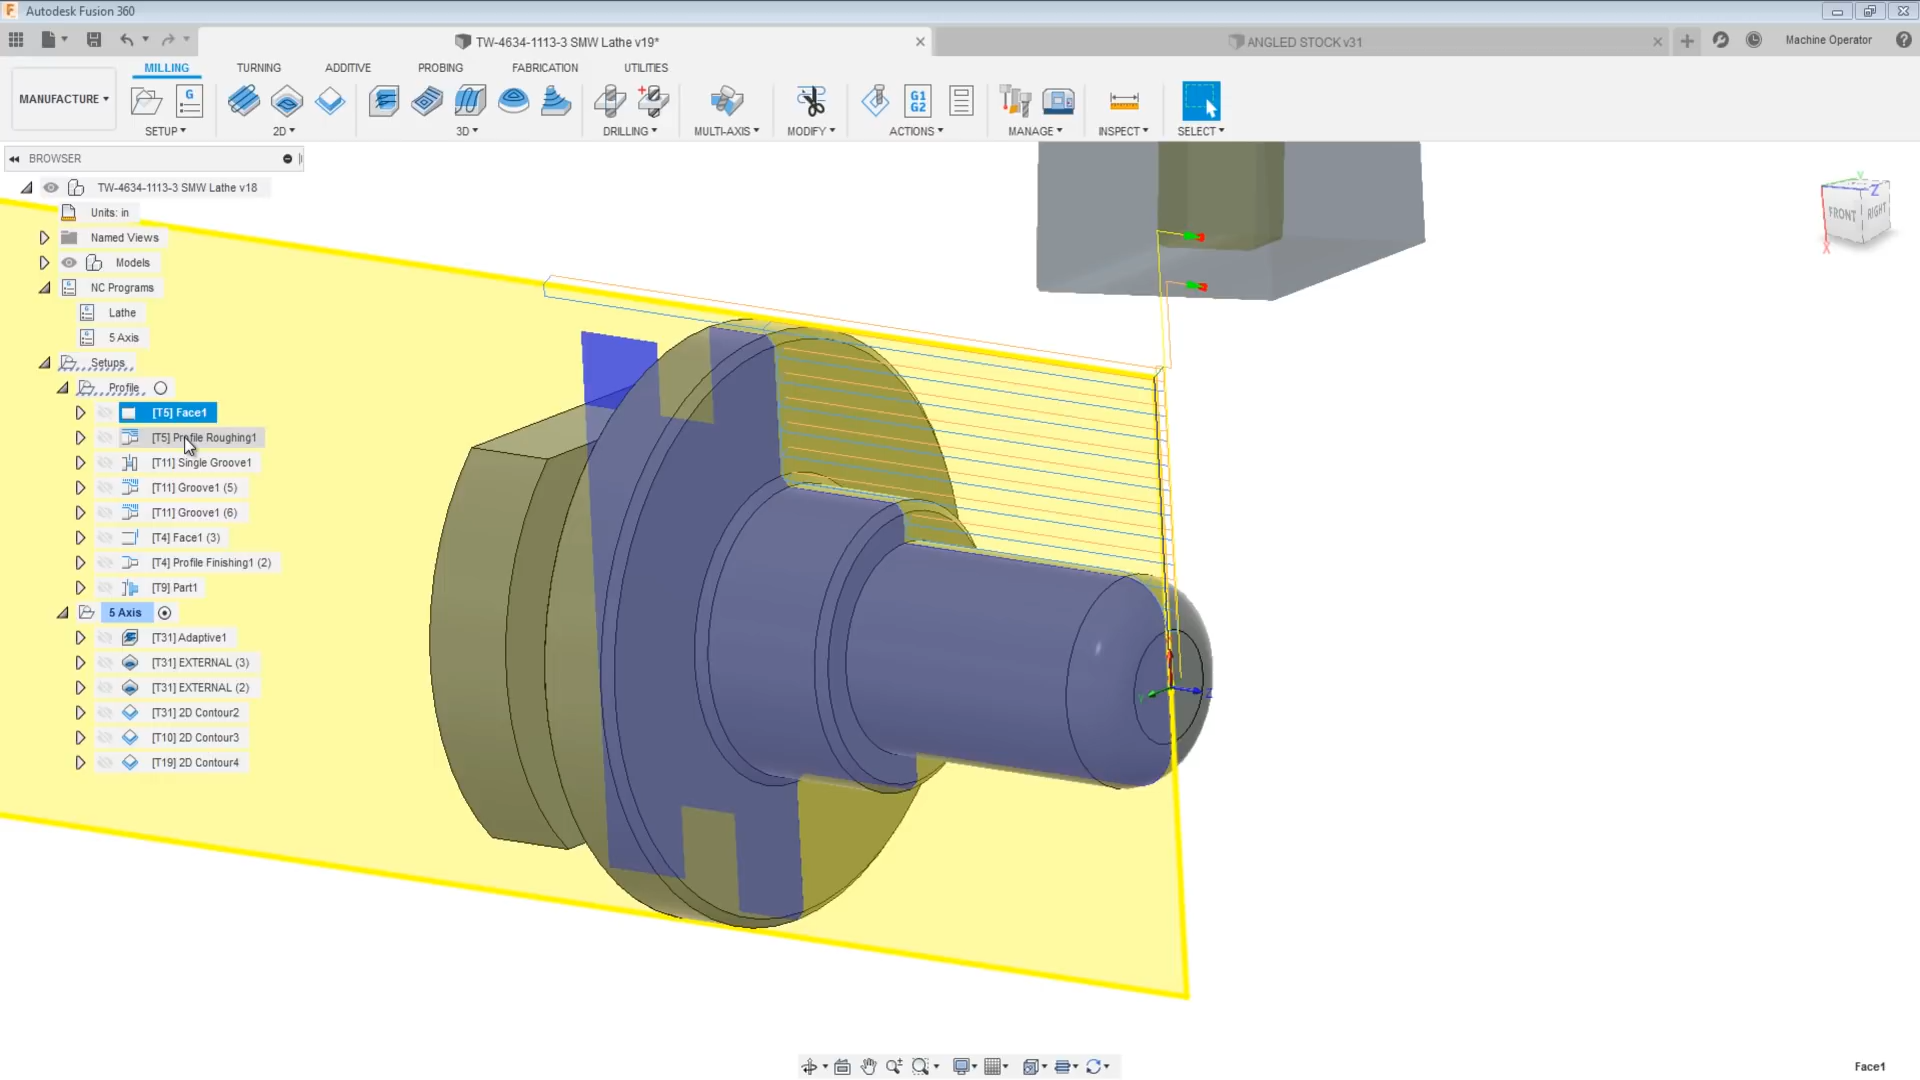 Autodesk Fusion 360
TW-4634-1113-3 SMW Lathe v19*
ANGLED STOCK v31
Machine Operator
MILLING
TURNING
ADDITIVE
PROBING
FABRICATION
UTILITIES
MANUFACTURE
SETUP
2D
3D
DRILLING
MULTI-AXIS
MODIFY
G1
G2
ACTIONS
MANAGE
INSPECT
SELECT
BROWSER
TW-4634-1113-3 SMW Lathe v18
Units: in
Named Views
Models
NC Programs
Lathe
5 Axis
Setups
Profile
[T5] Face1
[T5] Profile Roughing1
[T11] Single Groove1
[T11] Groove1 (5)
[T11] Groove1 (6)
[T4] Face1 (3)
[T4] Profile Finishing1 (2)
[T9] Part1
5 Axis
[T31] Adaptive1
[T31] EXTERNAL (3)
[T31] EXTERNAL (2)
[T31] 2D Contour2
[T10] 2D Contour3
[T19] 2D Contour4
FRONT
RIGHT
Y
Z
X
Z
Face1